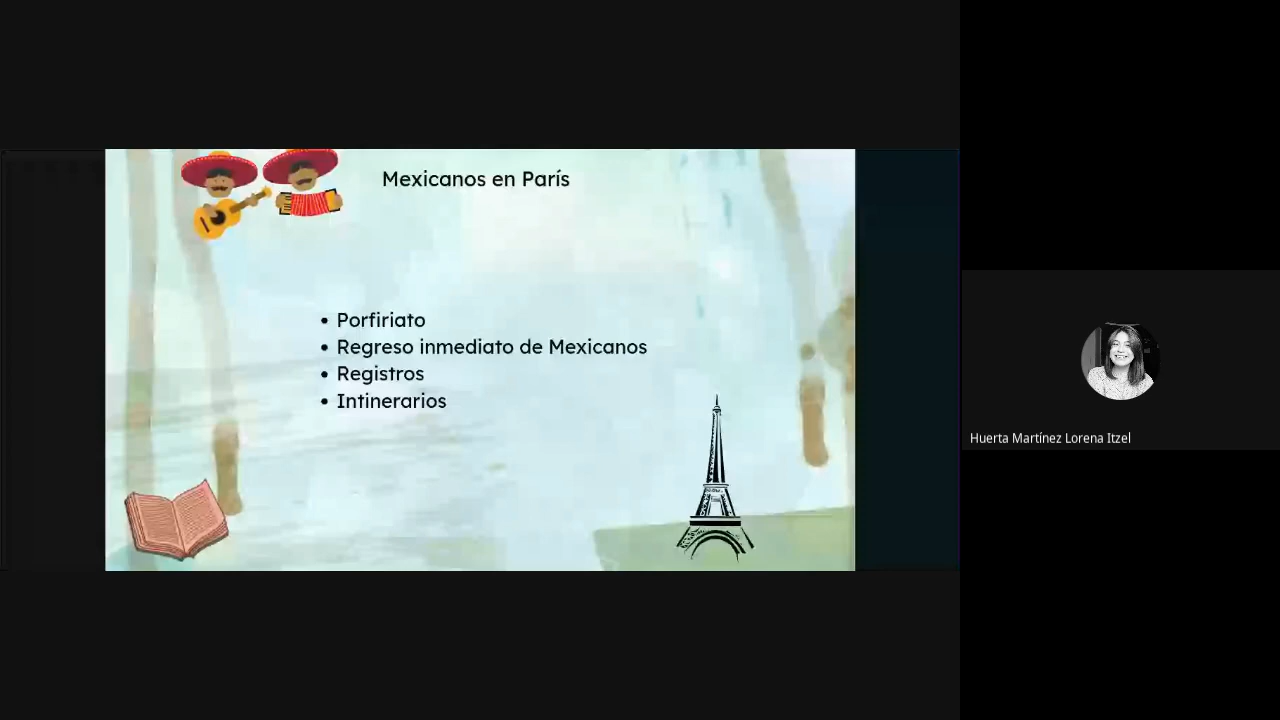 Mexicanos en París
Porfiriato
Regreso inmediato de Mexicanos
Registros
Intinerarios
Huerta Martínez Lorena Itzel